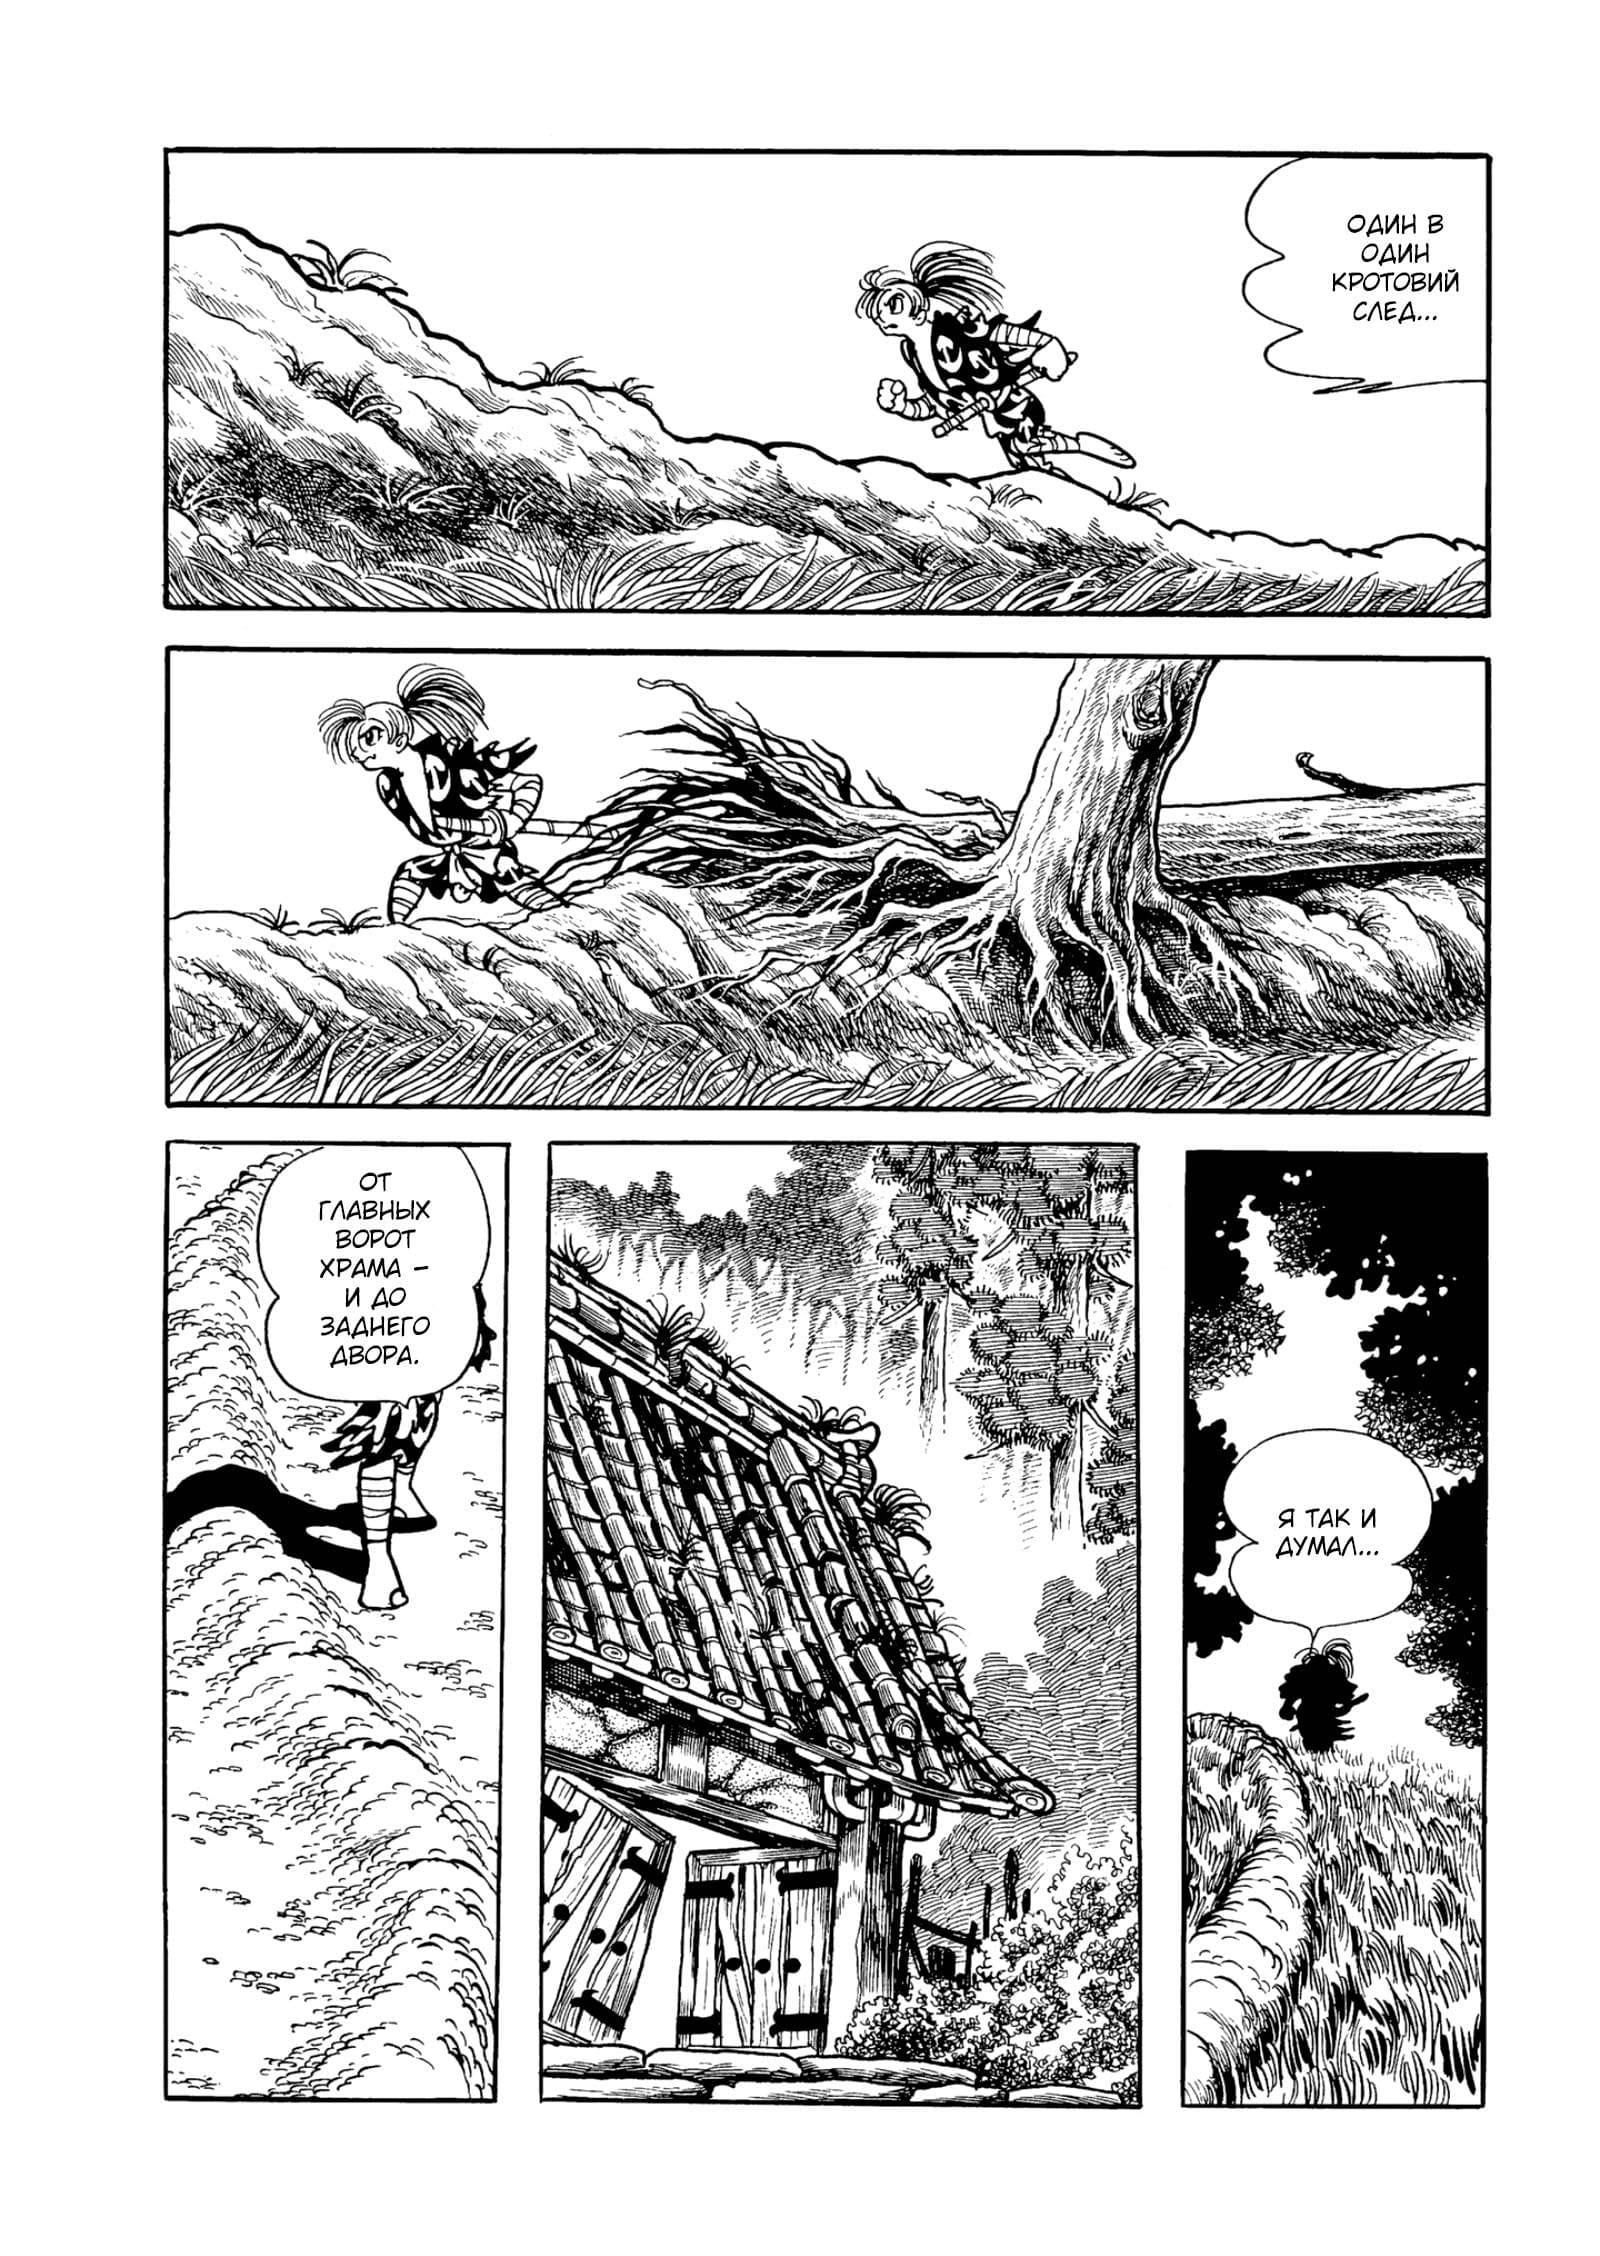 ОДИН В
ОДИН
КРОТОВИЙ
СЛЕД...
Я ТАК И
ДУМАЛ...
ОТ
ГЛАВНЫХ
ВОРОТ
ХРАМА –
И ДО
ЗАДНЕГО
ДВОРА.